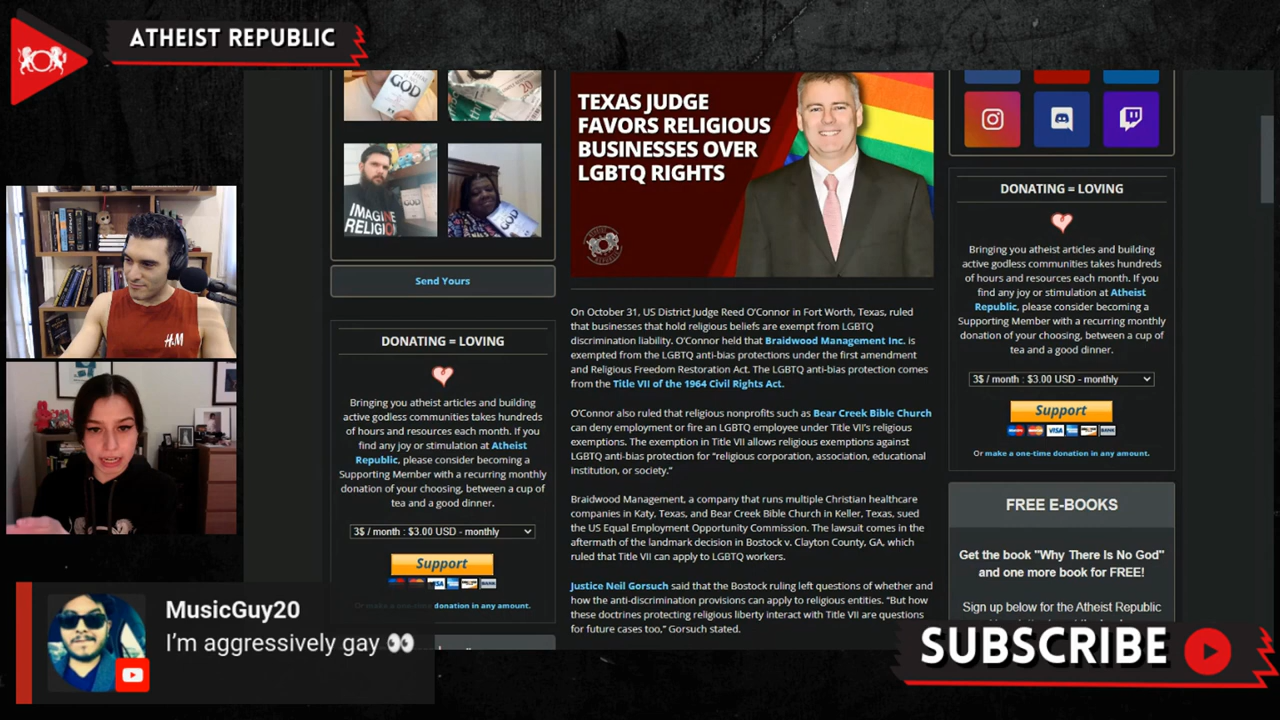 ATHEIST REPUBLIC
GOD
20
IMAGINE
RELIGION
GOD
Send Yours
DONATING = LOVING
Bringing you atheist articles and building
active godless communities takes hundreds
of hours and resources each month. If you
find any joy or stimulation at Atheist
Republic, please consider becoming a
Supporting Member with a recurring monthly
donation of your choosing, between a cup of
tea and a good dinner.
3$ / month : $3.00 USD - monthly
Support
VISA
BANK
Or make a one-time donation in any amount.
TEXAS JUDGE
FAVORS RELIGIOUS
BUSINESSES OVER
LGBTQ RIGHTS
On October 31, US District Judge Reed O’Connor in Fort Worth, Texas, ruled
that businesses that hold religious beliefs are exempt from LGBTQ
discrimination liability. O’Connor held that Braidwood Management Inc. is
exempted from the LGBTQ anti-bias protections under the first amendment
and Religious Freedom Restoration Act. The LGBTQ anti-bias protection comes
from the Title VII of the 1964 Civil Rights Act.
O’Connor also ruled that religious nonprofits such as Bear Creek Bible Church
can deny employment or fire an LGBTQ employee under Title VII’s religious
exemptions. The exemption in Title VII allows religious exemptions against
LGBTQ anti-bias protection for “religious corporation, association, educational
institution, or society.”
Braidwood Management, a company that runs multiple Christian healthcare
companies in Katy, Texas, and Bear Creek Bible Church in Keller, Texas, sued
the US Equal Employment Opportunity Commission. The lawsuit comes in the
aftermath of the landmark decision in Bostock v. Clayton County, GA, which
ruled that Title VII can apply to LGBTQ workers.
Justice Neil Gorsuch said that the Bostock ruling left questions of whether and
how the anti-discrimination provisions can apply to religious entities. “But how
these doctrines protecting religious liberty interact with Title VII are questions
for future cases too,” Gorsuch stated.
DONATING = LOVING
Bringing you atheist articles and building
active godless communities takes hundreds
of hours and resources each month. If you
find any joy or stimulation at Atheist
Republic, please consider becoming a
Supporting Member with a recurring monthly
donation of your choosing, between a cup of
tea and a good dinner.
3$ / month : $3.00 USD - monthly
Support
VISA
BANK
Or make a one-time donation in any amount.
FREE E-BOOKS
Get the book "Why There Is No God"
and one more book for FREE!
Sign up below for the Atheist Republic
H&M
MusicGuy20
I’m aggressively gay 👀
SUBSCRIBE